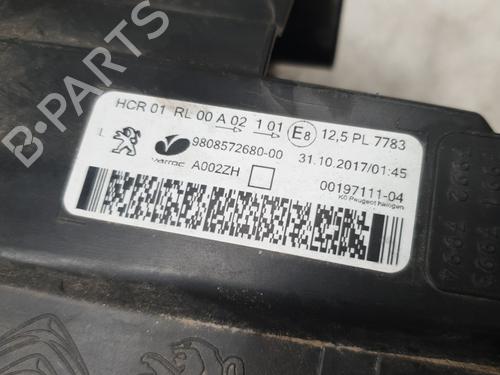 HCR 01 RL 00 A 02 1 01 E8 12,5 PL 7783
L varroc 9808572680-00 31.10.2017/01:45
A002ZH 00197111-04
K0 Peugeot halogen
B-PARTS